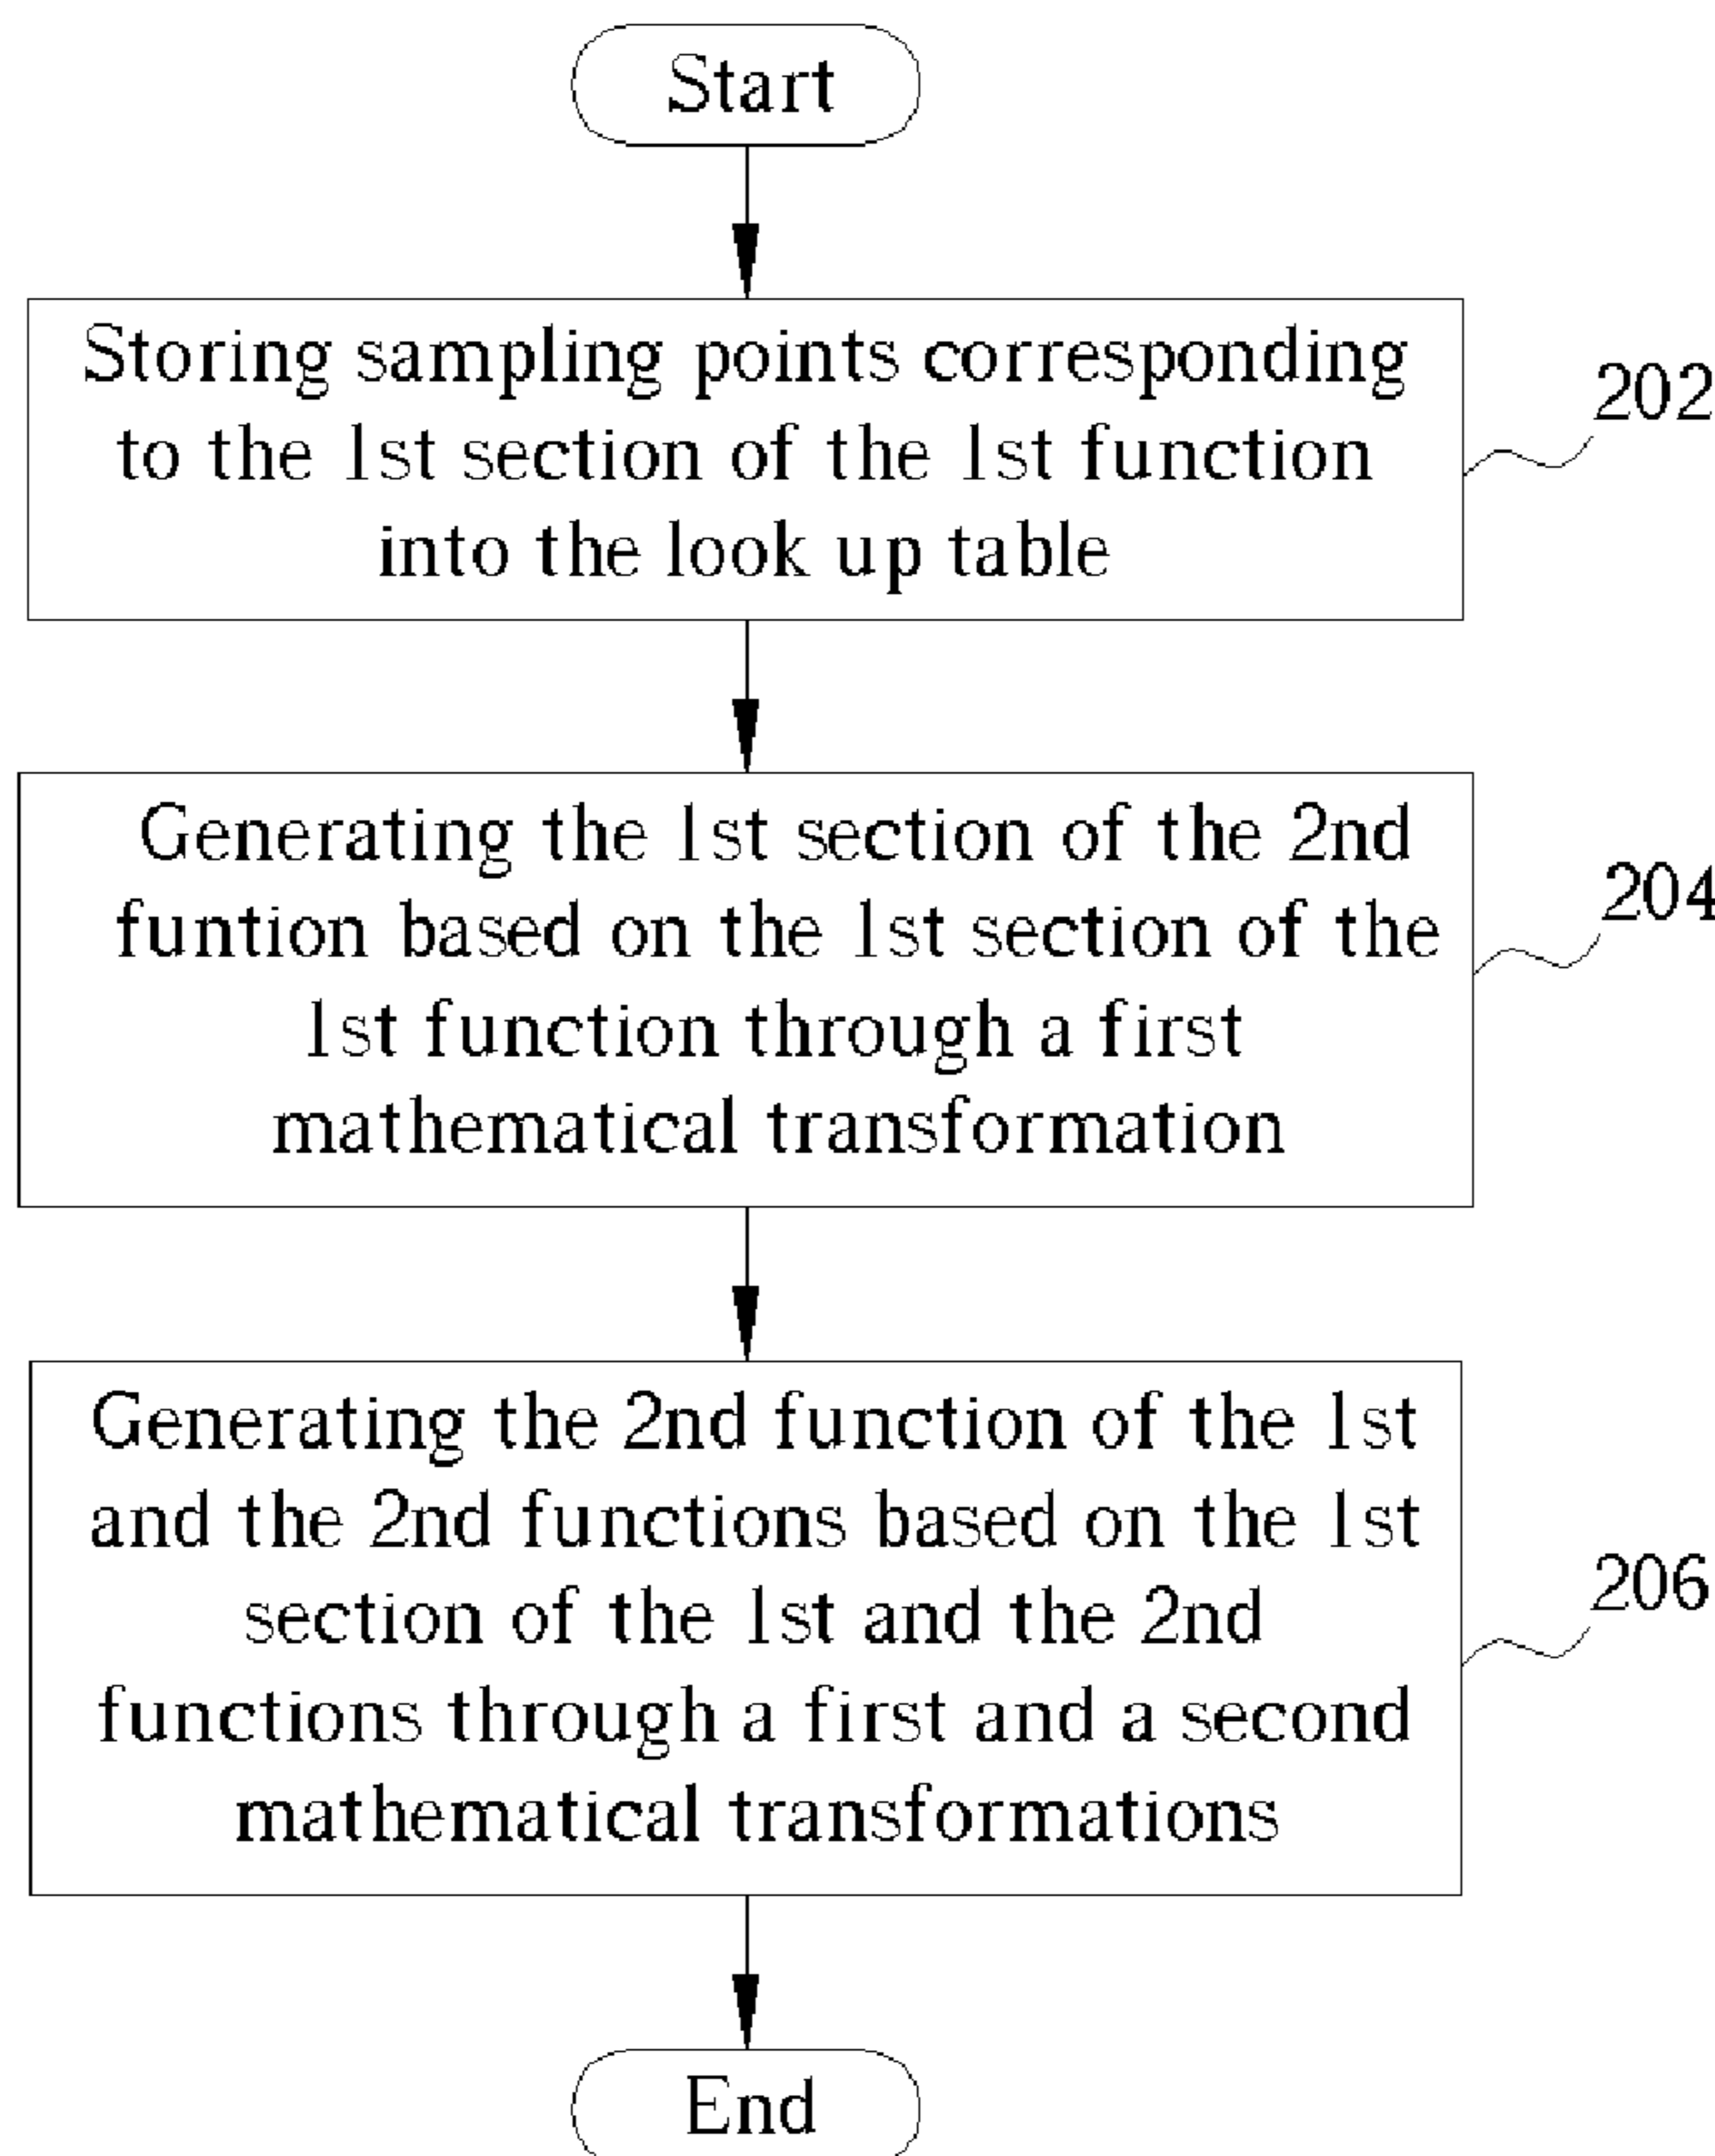 Start
Storing sampling points corresponding
to the 1st section of the 1st function
into the look up table
202
Generating the 1st section of the 2nd
funtion based on the 1st section of the
1st function through a first
mathematical transformation
204
Generating the 2nd function of the 1st
and the 2nd functions based on the 1st
section of the 1st and the 2nd
functions through a first and a second
mathematical transformations
206
End